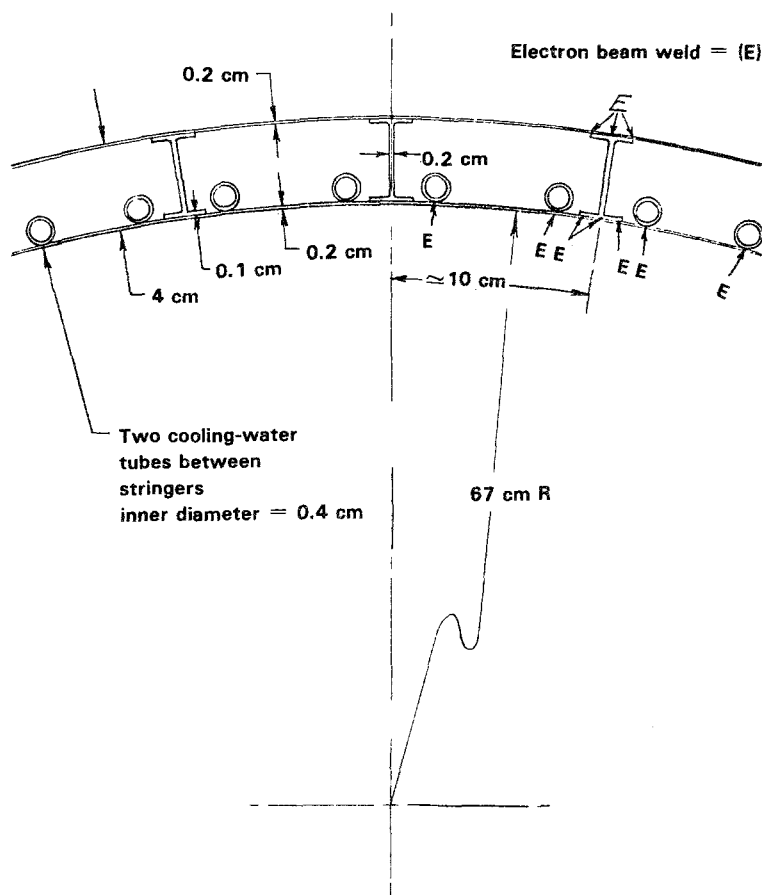 Electron beam weld = (E)
0.2 cm
E
0.2 cm
E
E E
E E
0.1 cm
0.2 cm
≃10 cm
E
4 cm
Two cooling-water
tubes between
stringers
inner diameter = 0.4 cm
67 cm R